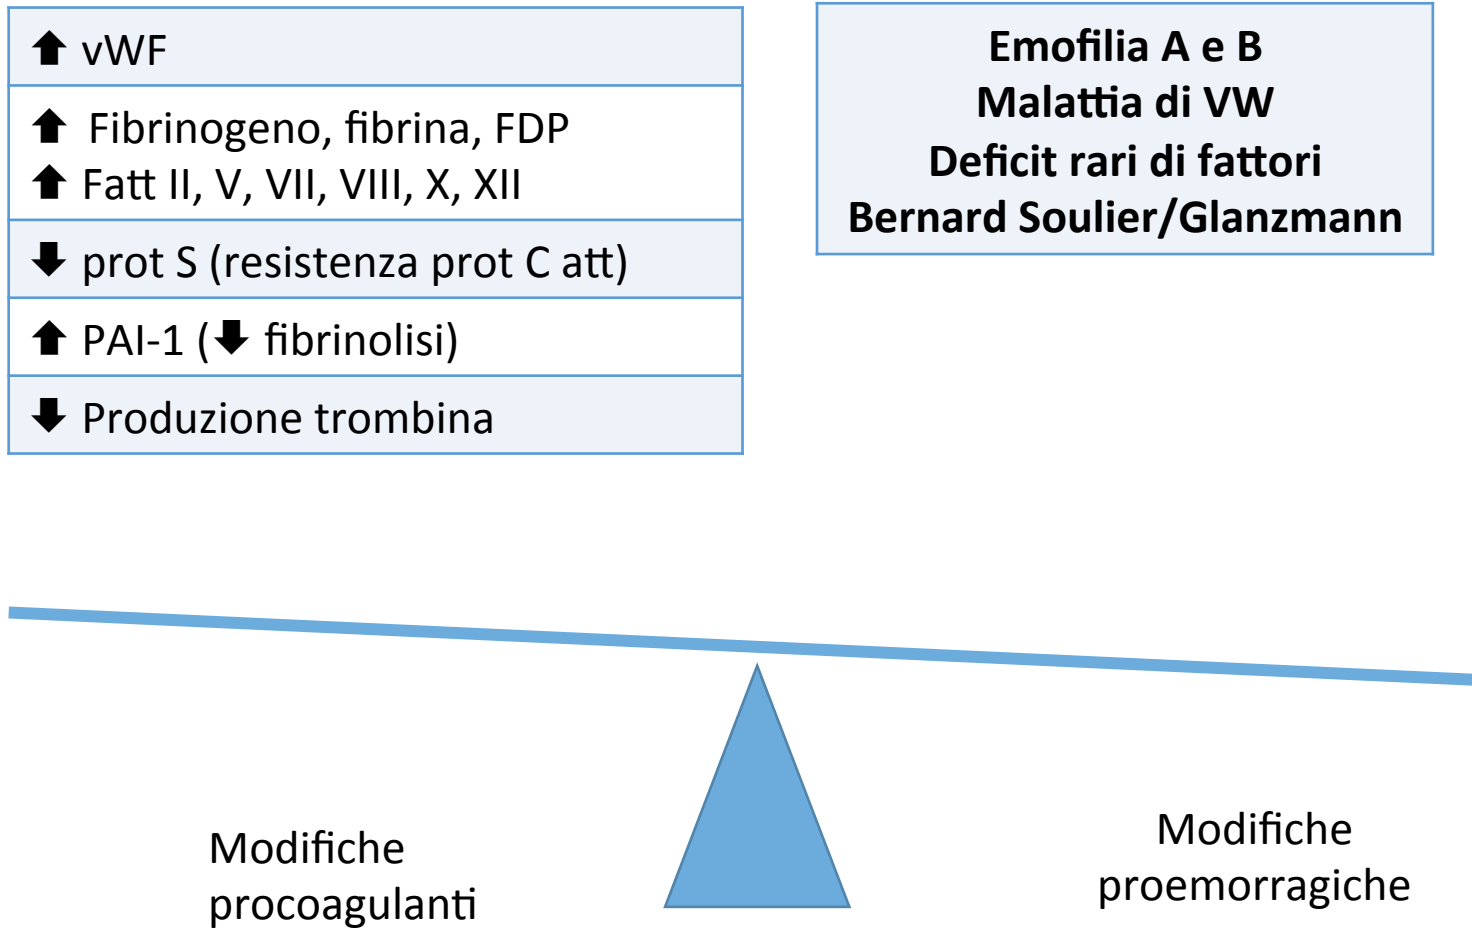 ⬆ vWF
⬆ Fibrinogeno, fibrina, FDP
⬆ Fatt II, V, VII, VIII, X, XII
⬇ prot S (resistenza prot C att)
⬆ PAI-1 (⬇ fibrinolisi)
⬇ Produzione trombina
Emofilia A e B
Malattia di VW
Deficit rari di fattori
Bernard Soulier/Glanzmann
Modifiche
procoagulanti
Modifiche
proemorragiche